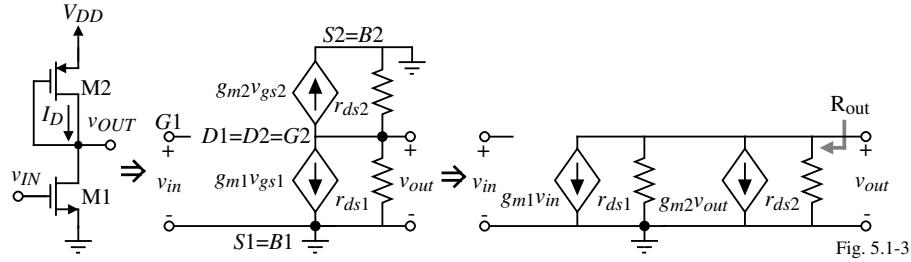 V_DD
M2
I_D
v_OUT
v_IN
M1
G1
+
v_in
-
S2=B2
g_m2v_gs2
r_ds2
D1=D2=G2
g_m1v_gs1
r_ds1
+
v_out
-
S1=B1
+
v_in
-
g_m1v_in
r_ds1
g_m2v_out
r_ds2
R_out
+
v_out
-
Fig. 5.1-3